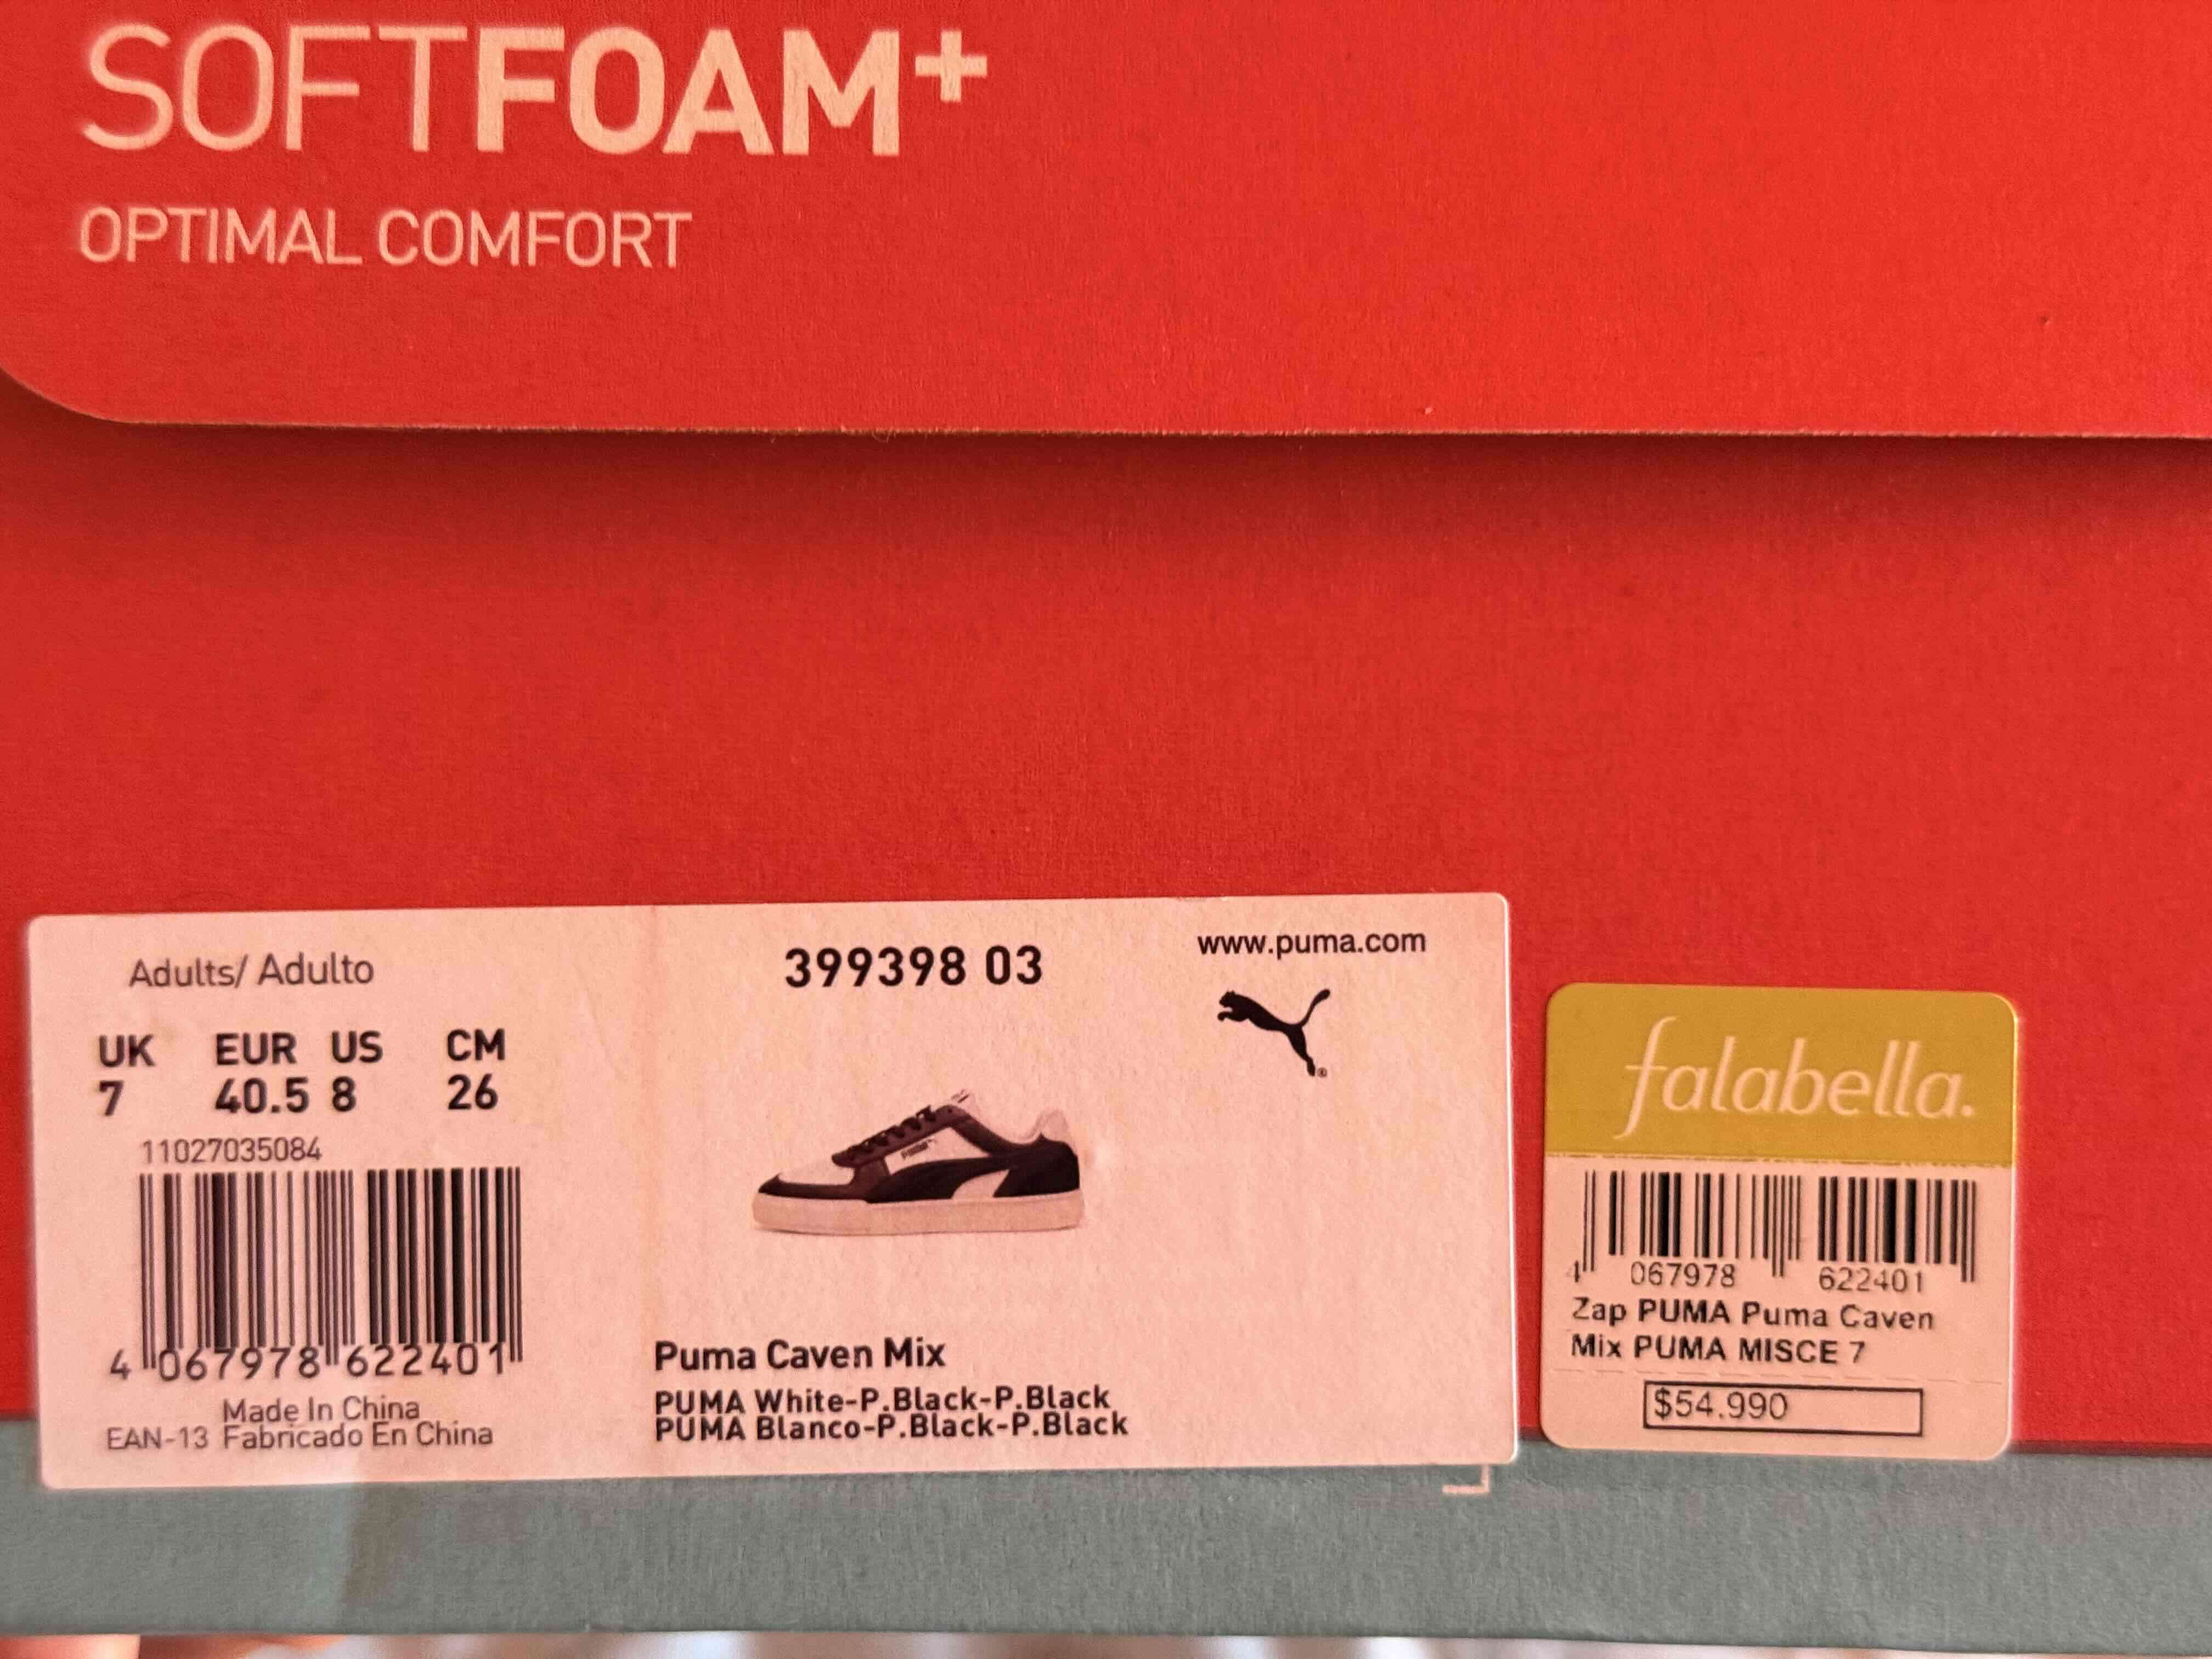 SOFTFOAM+
OPTIMAL COMFORT
Adults/ Adulto
UK EUR US CM
7 40.5 8 26
11027035084
4 067978 622401
Made In China
EAN-13 Fabricado En China
399398 03
www.puma.com
Puma Caven Mix
PUMA White-P.Black-P.Black
PUMA Blanco-P.Black-P.Black
falabella.
4 067978 622401
Zap PUMA Puma Caven
Mix PUMA MISCE 7
$54.990